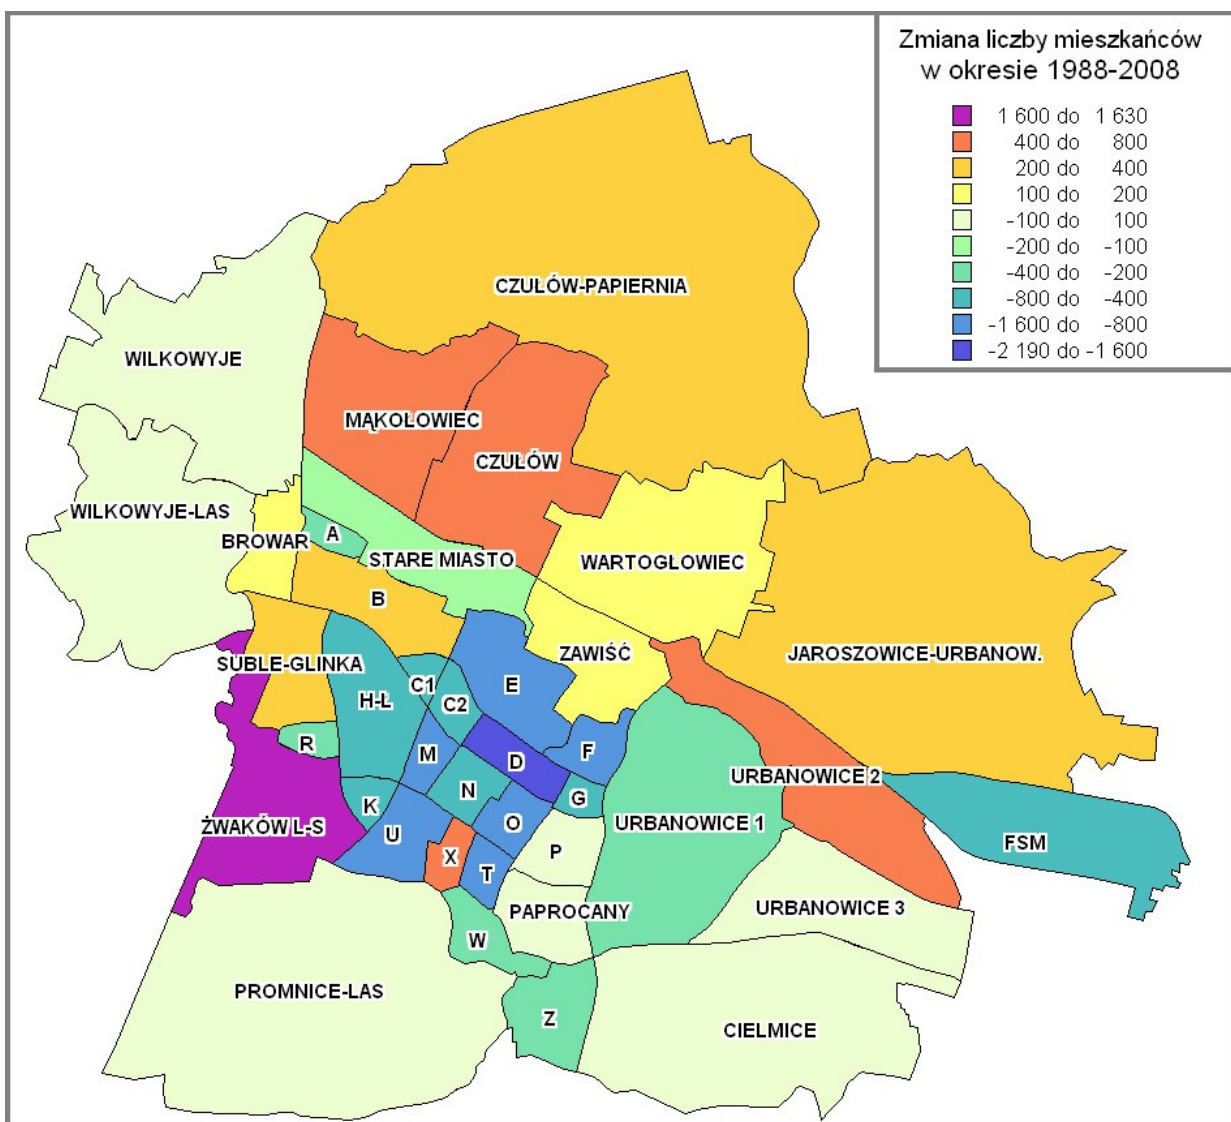 Zmiana liczby mieszkańców
w okresie 1988-2008
1 600 do 1 630
400 do 800
200 do 400
100 do 200
-100 do 100
-200 do -100
-400 do -200
-800 do -400
-1 600 do -800
-2 190 do -1 600
CZUŁÓW-PAPIERNIA
WILKOWYJE
MĄKOŁOWIEC
CZUŁÓW
WILKOWYJE-LAS
BROWAR
A
STARE MIASTO
WARTOGŁOWIEC
B
ZAWIŚĆ
JAROSZOWICE-URBANOW.
SUBLE-GLINKA
H-Ł
C1
C2
E
R
M
D
F
URBANOWICE 2
K
N
G
ŻWAKÓW L-S
U
O
URBANOWICE 1
FSM
X
P
T
PAPROCANY
URBANOWICE 3
W
PROMNICE-LAS
Z
CIELMICE